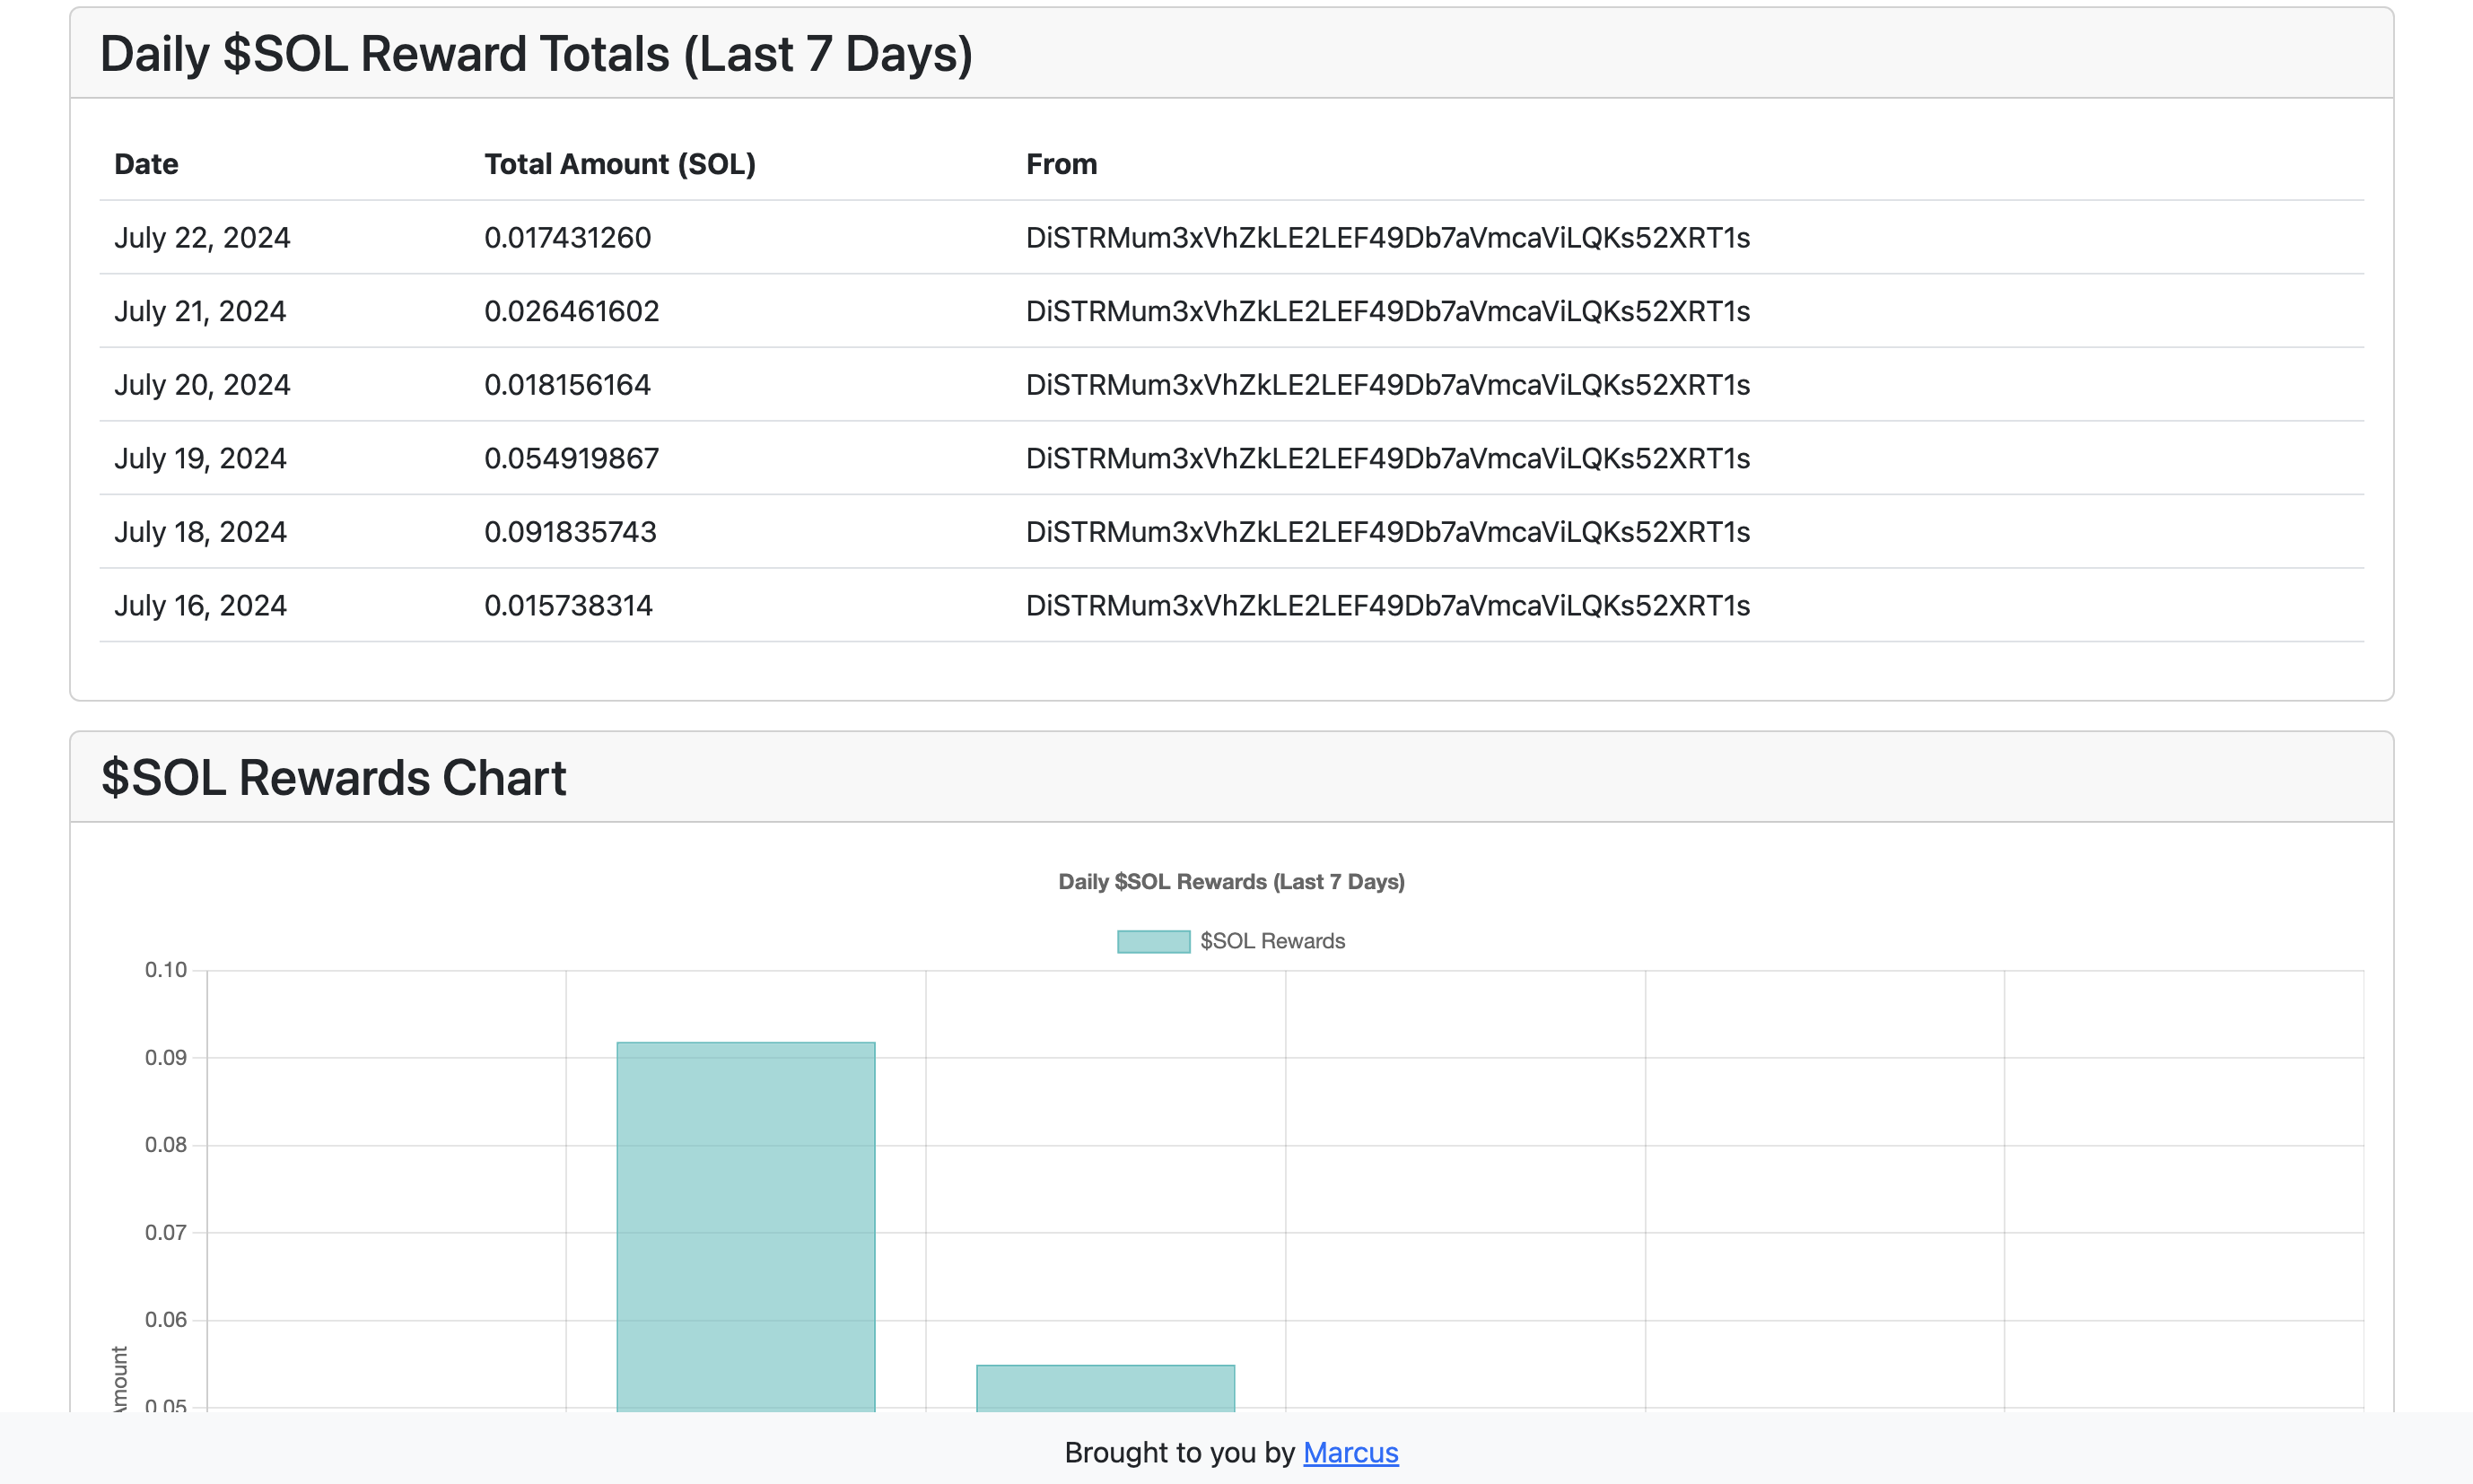 Daily $SOL Reward Totals (Last 7 Days)
Date Total Amount (SOL) From
July 22, 2024 0.017431260 DiSTRMum3xVhZkLE2LEF49Db7aVmcaViLQKs52XRT1s
July 21, 2024 0.026461602 DiSTRMum3xVhZkLE2LEF49Db7aVmcaViLQKs52XRT1s
July 20, 2024 0.018156164 DiSTRMum3xVhZkLE2LEF49Db7aVmcaViLQKs52XRT1s
July 19, 2024 0.054919867 DiSTRMum3xVhZkLE2LEF49Db7aVmcaViLQKs52XRT1s
July 18, 2024 0.091835743 DiSTRMum3xVhZkLE2LEF49Db7aVmcaViLQKs52XRT1s
July 16, 2024 0.015738314 DiSTRMum3xVhZkLE2LEF49Db7aVmcaViLQKs52XRT1s
$SOL Rewards Chart
Daily $SOL Rewards (Last 7 Days)
$SOL Rewards
0.10
0.09
0.08
0.07
0.06
0.05
Amount
Brought to you by Marcus